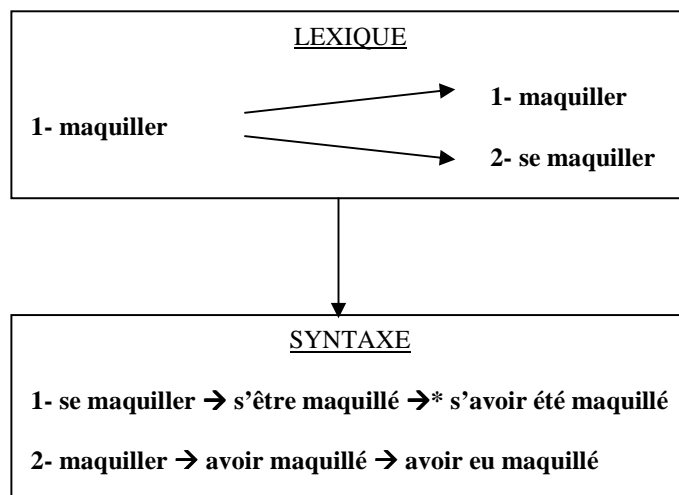 LEXIQUE
1- maquiller
1- maquiller
2- se maquiller
SYNTAXE
1- se maquiller → s’être maquillé →* s’avoir été maquillé
2- maquiller → avoir maquillé → avoir eu maquillé